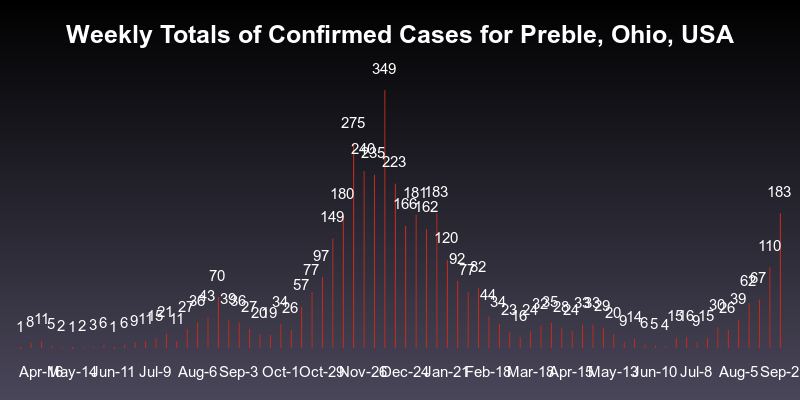 Weekly Totals of Confirmed Cases for Preble, Ohio, USA
349
275
240 235
223
180 181 183
166 162
149
183
120
110
97 92
77 77 82
70
57 62 67
1 8 11 5 2 1 2 3 6 1 6 9 11 15 21 11 27 36 43 39 36 27 20 19 34 26 44 34 23 16 24 32 35 28 24 33 33 29 20 9 14 6 5 4 15 16 9 15 30 26 39
Apr-16 May-14 Jun-11 Jul-9 Aug-6 Sep-3 Oct-1 Oct-29 Nov-26 Dec-24 Jan-21 Feb-18 Mar-18 Apr-15 May-13 Jun-10 Jul-8 Aug-5 Sep-2